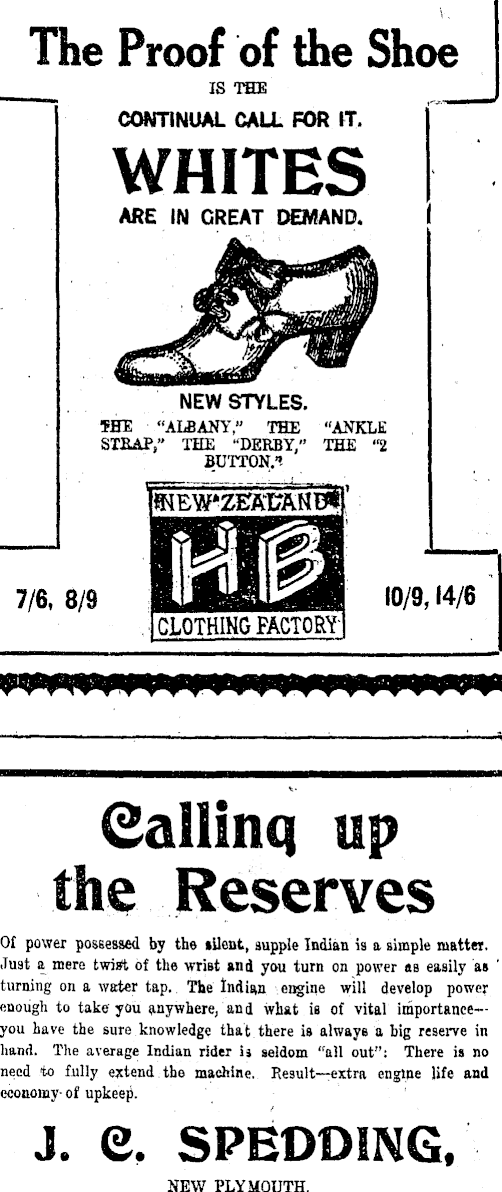 The Proof of the Shoe
IS THE
CONTINUAL CALL FOR IT.
WHITES
ARE IN GREAT DEMAND.
NEW STYLES.
THE "ALBANY," THE "ANKLE
STRAP," THE "DERBY," THE "2
BUTTON."
NEW ZEALAND
HB
CLOTHING FACTORY
7/6, 8/9
10/9, 14/6
Calling up
the Reserves
Of power possessed by the silent, supple Indian is a simple matter.
Just a mere twist of the wrist and you turn on power as easily as
turning on a water tap. The Indian engine will develop power
enough to take you anywhere, and what is of vital importance—
you have the sure knowledge that there is always a big reserve in
hand. The average Indian rider is seldom "all out": There is no
need to fully extend the machine. Result—extra engine life and
economy of upkeep.
J. C. SPEDDING,
NEW PLYMOUTH.